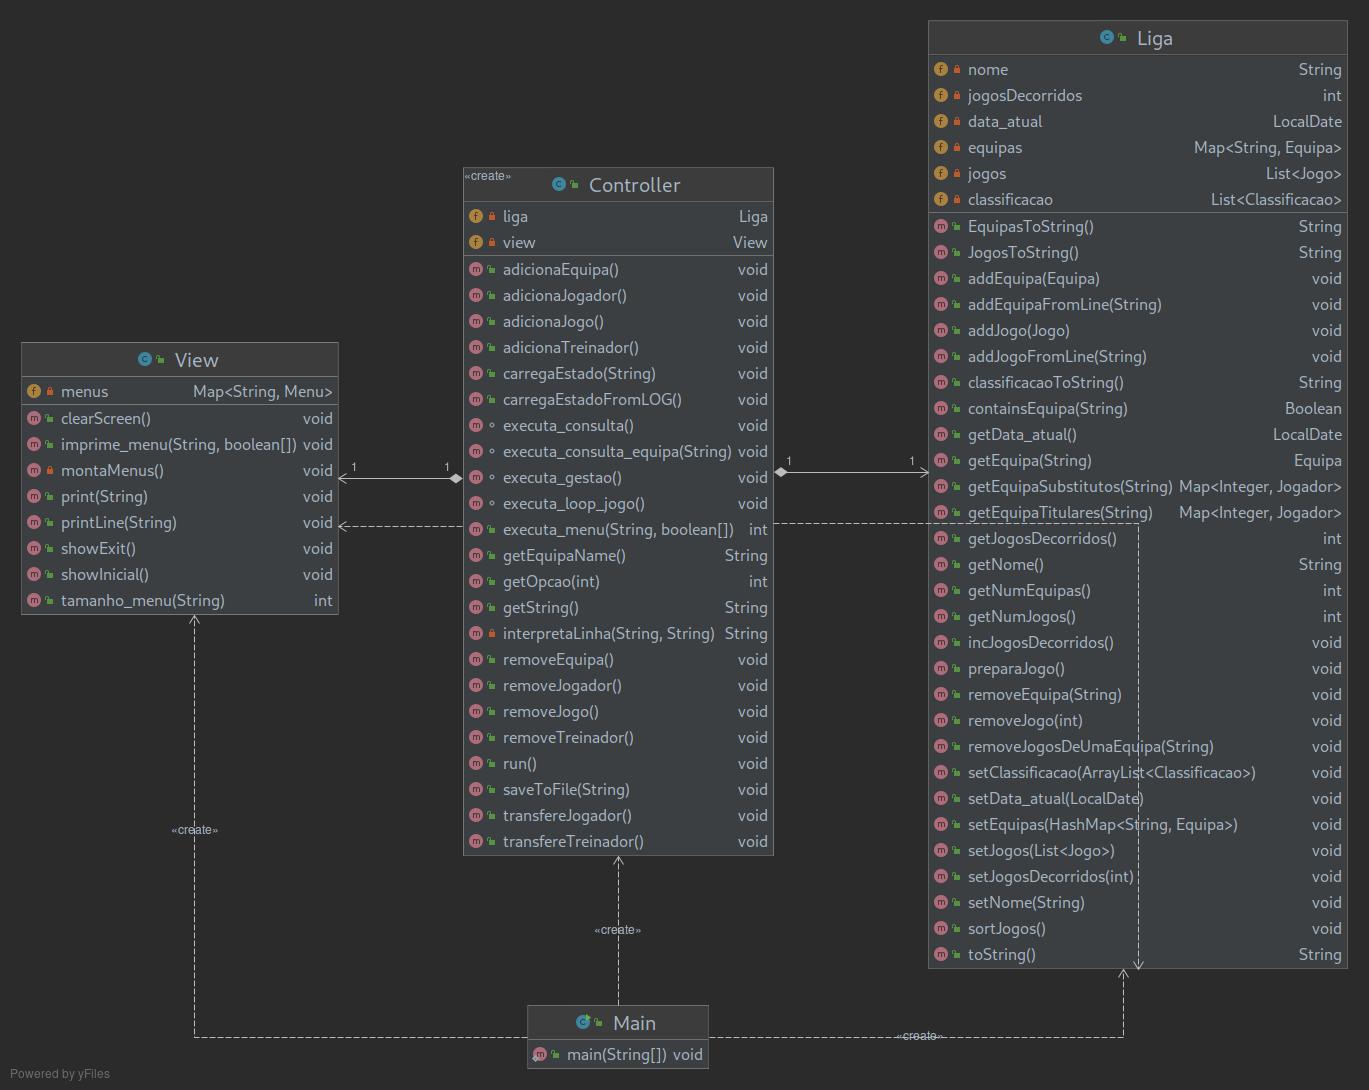 View
menus Map<String, Menu>
clearScreen() void
imprime_menu(String, boolean[]) void
montaMenus() void
print(String) void
printLine(String) void
showExit() void
showInicial() void
tamanho_menu(String) int
«create»
Controller
liga Liga
view View
adicionaEquipa() void
adicionaJogador() void
adicionaJogo() void
adicionaTreinador() void
carregaEstado(String) void
carregaEstadoFromLOG() void
executa_consulta() void
executa_consulta_equipa(String) void
executa_gestao() void
executa_loop_jogo() void
executa_menu(String, boolean[]) int
getEquipaName() String
getOpcao(int) int
getString() String
interpretaLinha(String, String) String
removeEquipa() void
removeJogador() void
removeJogo() void
removeTreinador() void
run() void
saveToFile(String) void
transfereJogador() void
transfereTreinador() void
Liga
nome String
jogosDecorridos int
data_atual LocalDate
equipas Map<String, Equipa>
jogos List<Jogo>
classificacao List<Classificacao>
EquipasToString() String
JogosToString() String
addEquipa(Equipa) void
addEquipaFromLine(String) void
addJogo(Jogo) void
addJogoFromLine(String) void
classificacaoToString() String
containsEquipa(String) Boolean
getData_atual() LocalDate
getEquipa(String) Equipa
getEquipaSubstitutos(String) Map<Integer, Jogador>
getEquipaTitulares(String) Map<Integer, Jogador>
getJogosDecorridos() int
getNome() String
getNumEquipas() int
getNumJogos() int
incJogosDecorridos() void
preparaJogo() void
removeEquipa(String) void
removeJogo(int) void
removeJogosDeUmaEquipa(String) void
setClassificacao(ArrayList<Classificacao>) void
setData_atual(LocalDate) void
setEquipas(HashMap<String, Equipa>) void
setJogos(List<Jogo>) void
setJogosDecorridos(int) void
setNome(String) void
sortJogos() void
toString() String
1 1
1 1
«create»
«create»
«create»
Main
main(String[]) void
Powered by yFiles